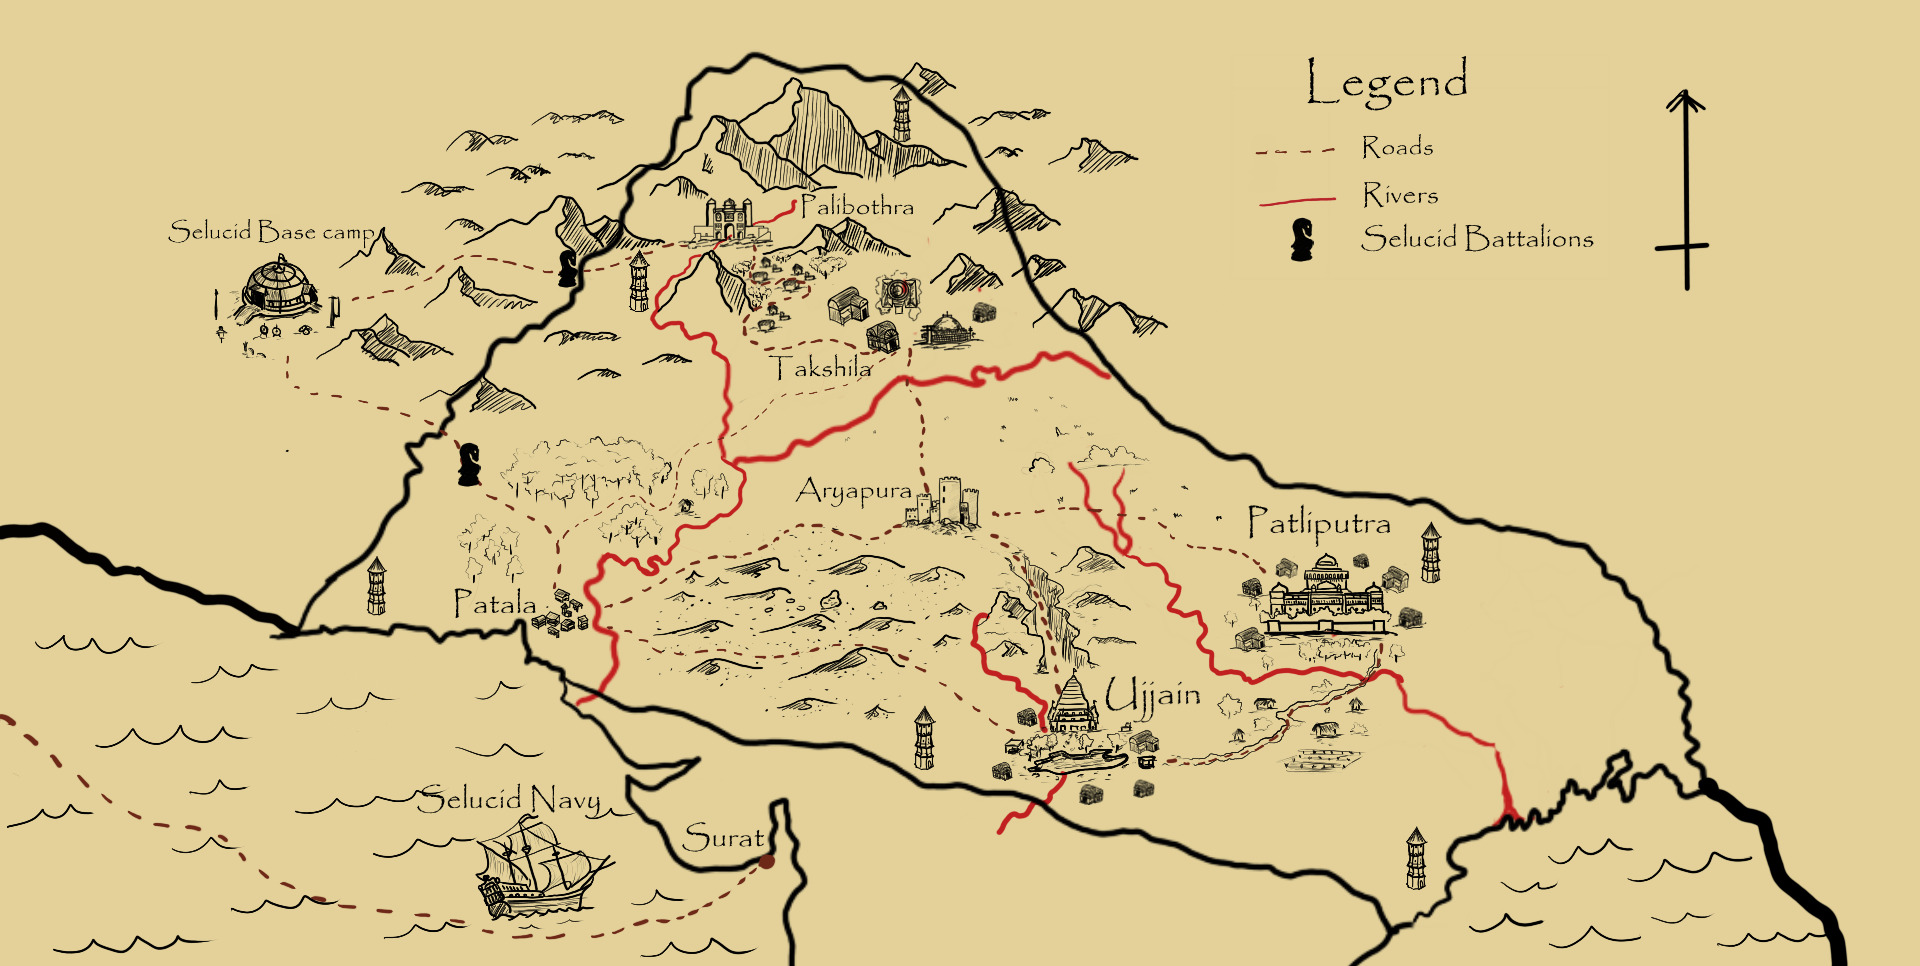 Legend
Roads
Rivers
Selucid Battalions
Palibothra
Selucid Base camp
Takshila
Aryapura
Patliputra
Patala
Ujjain
Selucid Navy
Surat